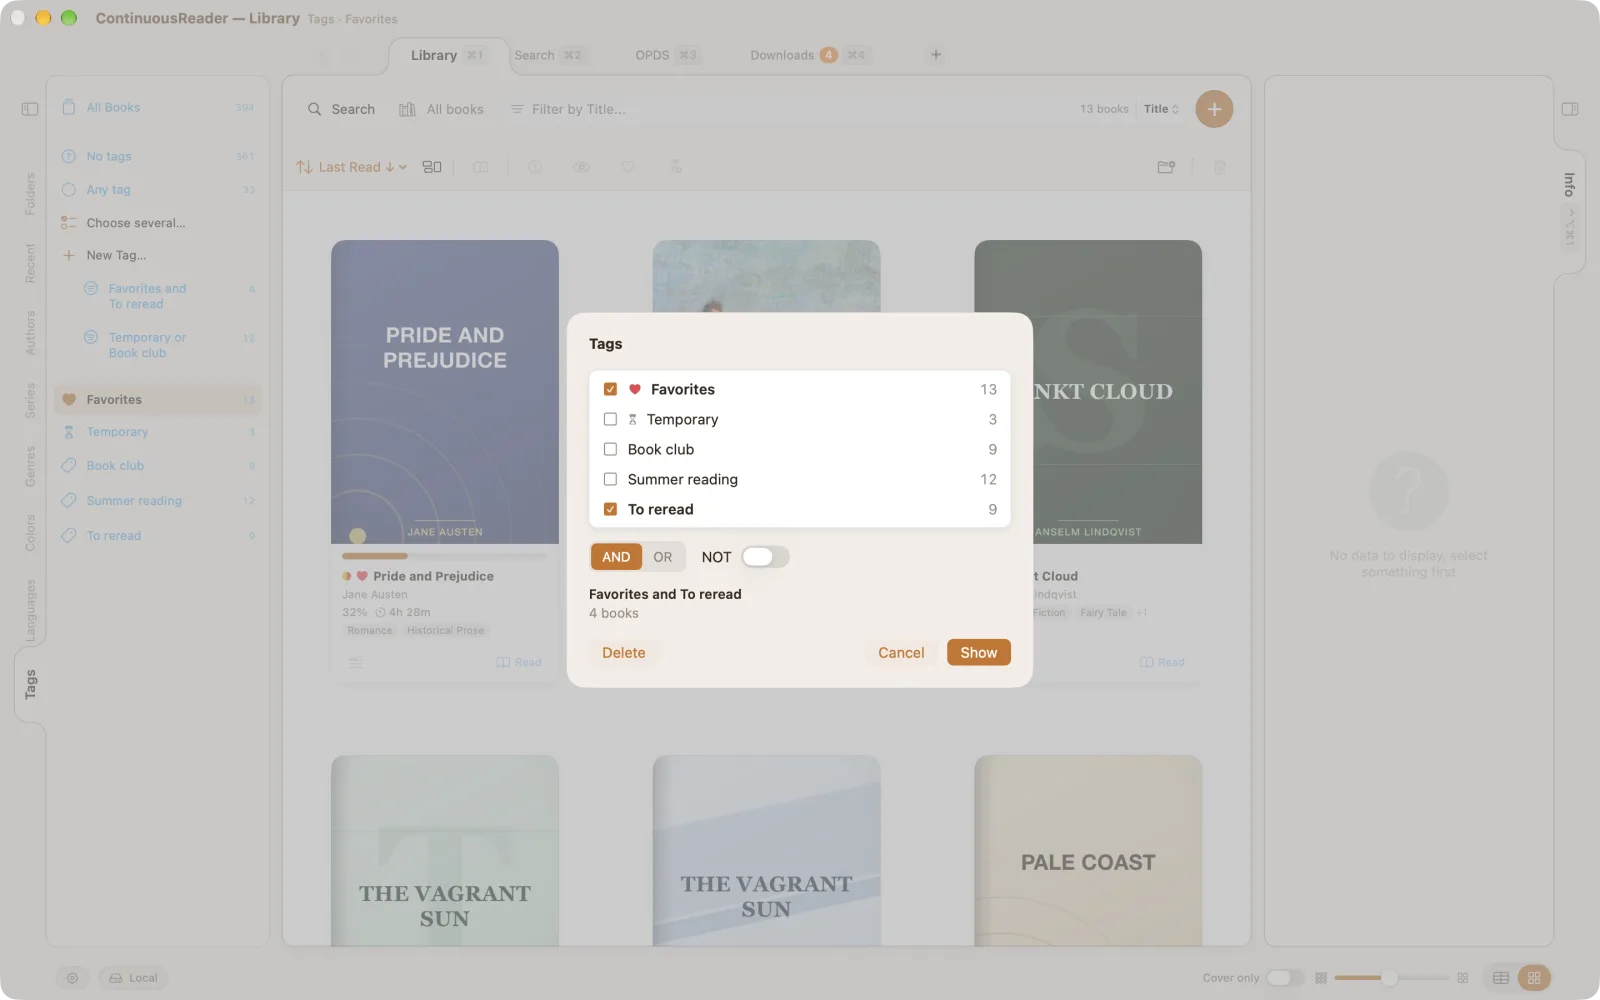 ContinuousReader — Library Tags · Favorites
Library ⌘1
Search ⌘2
OPDS ⌘3
Downloads 4 ⌘4
+
Folders
Recent
Authors
Series
Genres
Colors
Languages
Tags
All Books 394
No tags 361
Any tag 33
Choose several...
New Tag...
Favorites and 4
To reread
Temporary or 12
Book club
Favorites 13
Temporary 3
Book club
Summer reading 12
To reread 9
Search
All books
Filter by Title...
13 books
Title
Last Read ↓
PRIDE AND
PREJUDICE
JANE AUSTEN
Pride and Prejudice
Jane Austen
32% 4h 28m
Romance Historical Prose
Read
Tags
Favorites 13
Temporary 3
Book club 9
Summer reading 12
To reread 9
AND OR NOT
Favorites and To reread
4 books
Delete Cancel Show
S
NKT CLOUD
ANSELM LINDQVIST
t Cloud
indqvist
Fiction Fairy Tale +1
Read
T
THE VAGRANT
SUN
THE VAGRANT
SUN
PALE COAST
Info
?
No data to display, select
something first
Local
Cover only